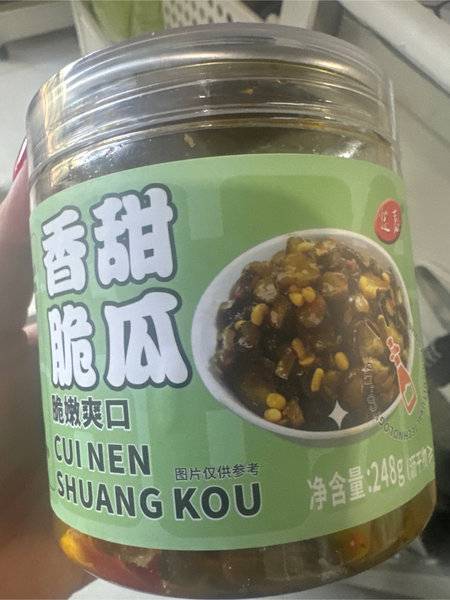 香甜
脆瓜
脆嫩爽口
CUI NEN
SHUANG KOU
图片仅供参考
净含量:248g